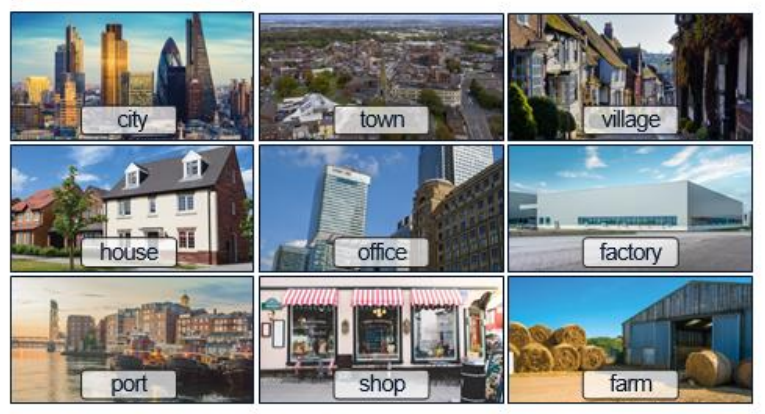 city
town
village
house
office
factory
port
shop
farm